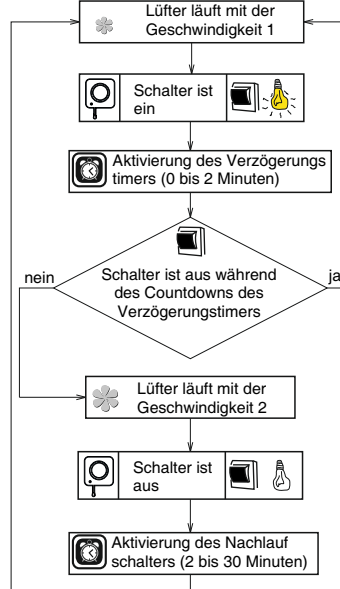 Lüfter läuft mit der
Geschwindigkeit 1
Schalter ist
ein
Aktivierung des Verzögerungs
timers (0 bis 2 Minuten)
nein
ja
Schalter ist aus während
des Countdowns des
Verzögerungstimers
Lüfter läuft mit der
Geschwindigkeit 2
Schalter ist
aus
Aktivierung des Nachlauf
schalters (2 bis 30 Minuten)